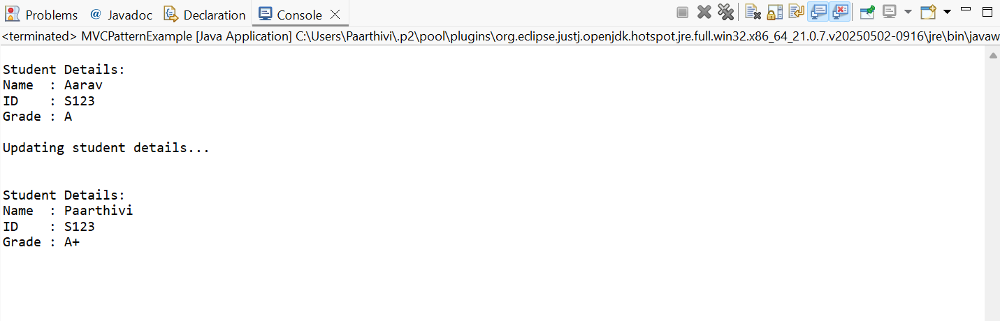 Problems @ Javadoc Declaration Console
<terminated> MVCPatternExample [Java Application] C:\Users\Paarthivi\.p2\pool\plugins\org.eclipse.justj.openjdk.hotspot.jre.full.win32.x86_64_21.0.7.v20250502-0916\jre\bin\javaw
Student Details:
Name  : Aarav
ID    : S123
Grade : A
Updating student details...
Student Details:
Name  : Paarthivi
ID    : S123
Grade : A+